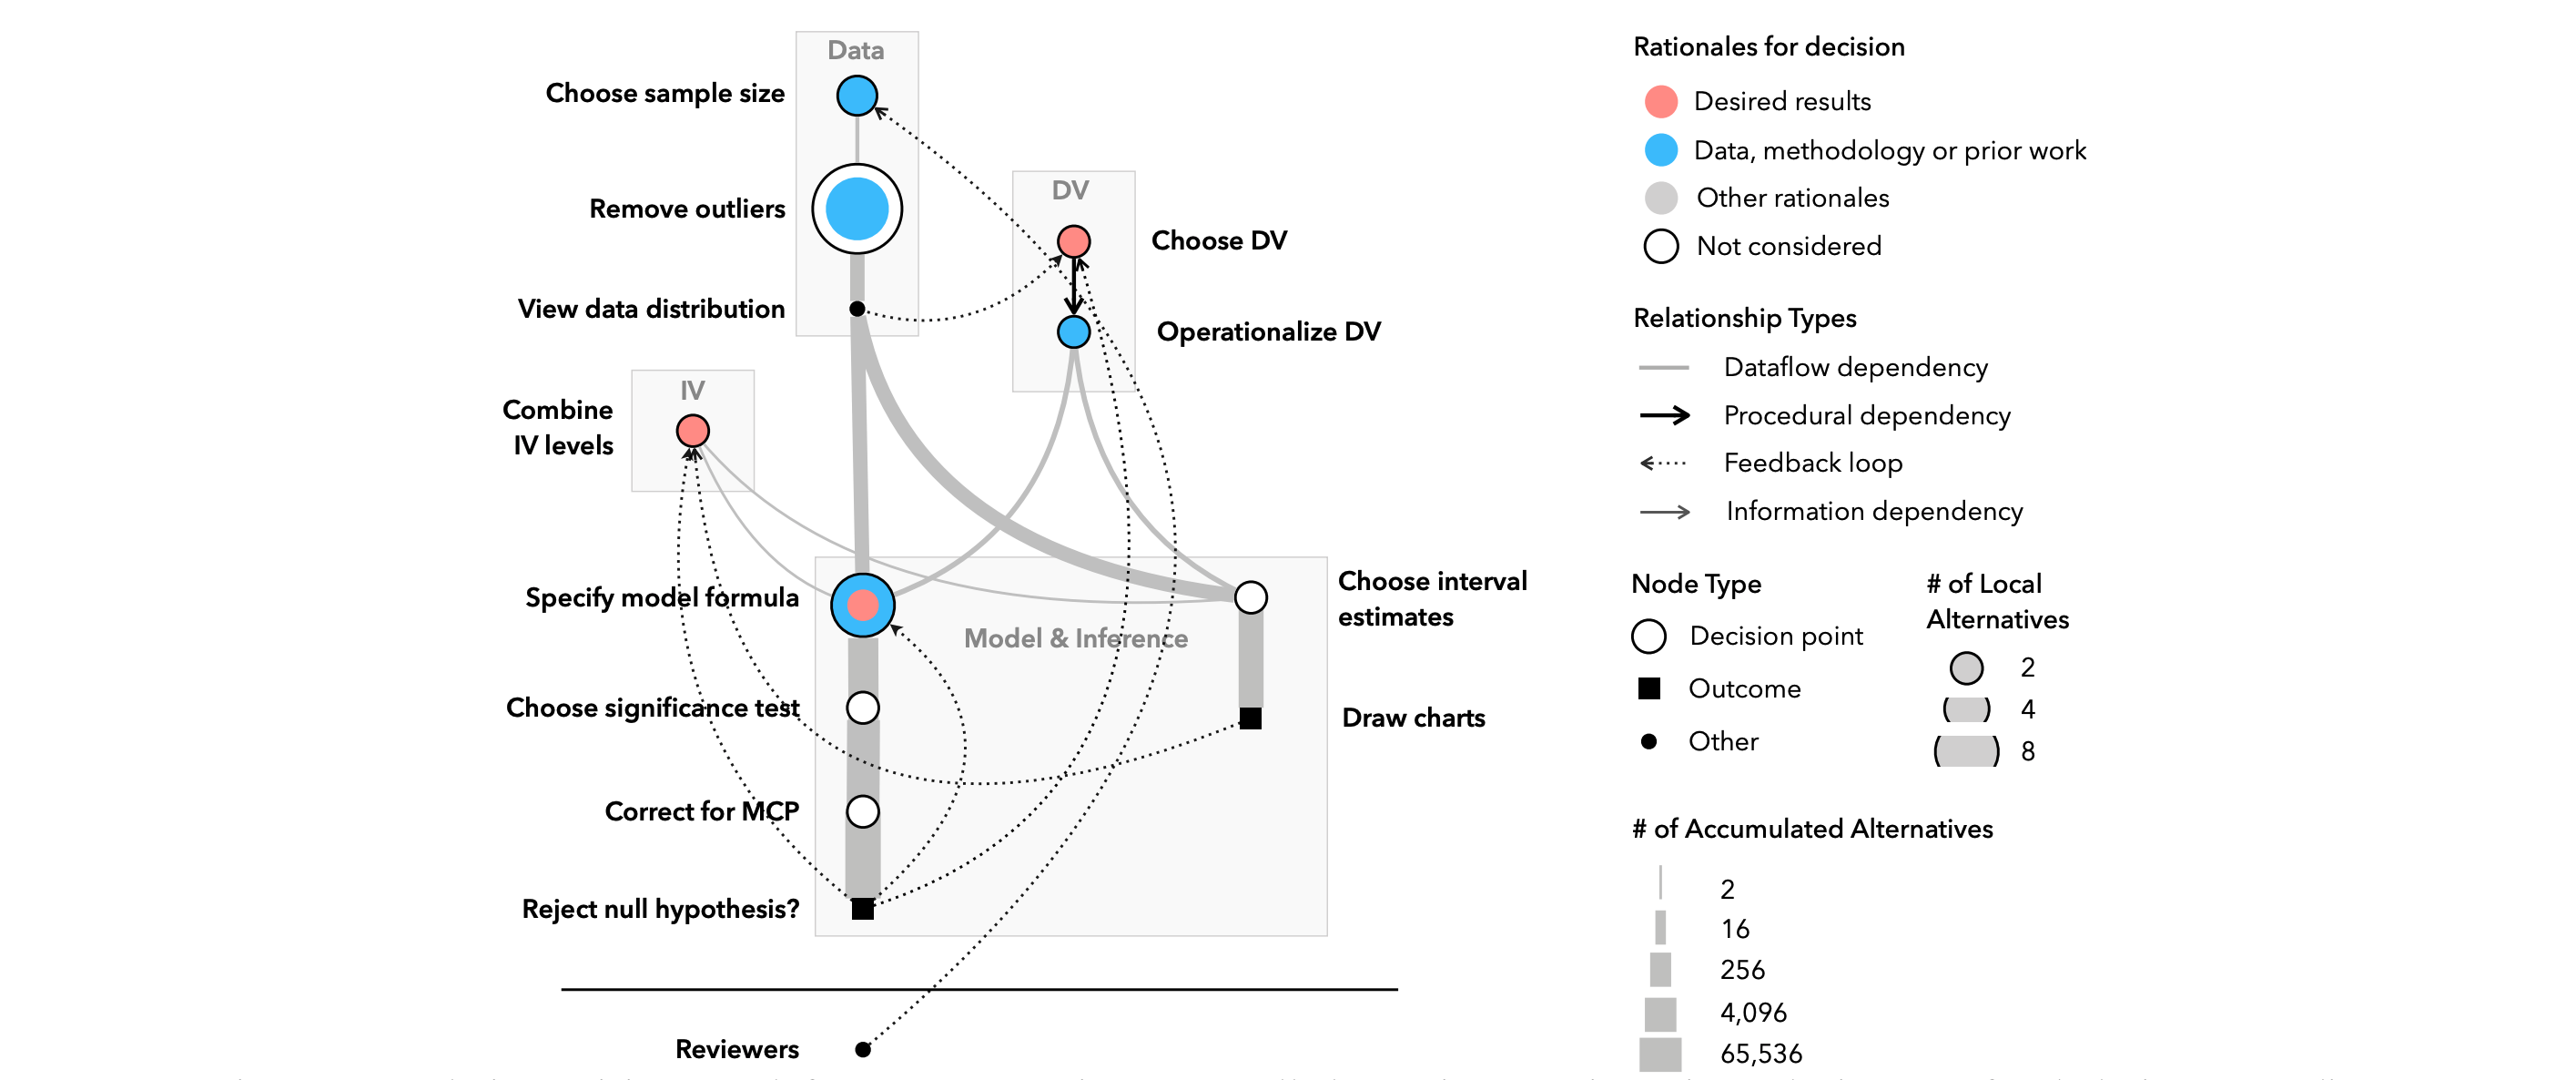 Data
Choose sample size
Remove outliers
View data distribution
DV
Choose DV
Operationalize DV
IV
Combine
IV levels
Specify model formula
Model & Inference
Choose interval
estimates
Choose significance test
Draw charts
Correct for MCP
Reject null hypothesis?
Reviewers
Rationales for decision
Desired results
Data, methodology or prior work
Other rationales
Not considered
Relationship Types
Dataflow dependency
Procedural dependency
Feedback loop
Information dependency
Node Type
Decision point
Outcome
Other
# of Local
Alternatives
2
4
8
# of Accumulated Alternatives
2
16
256
4,096
65,536